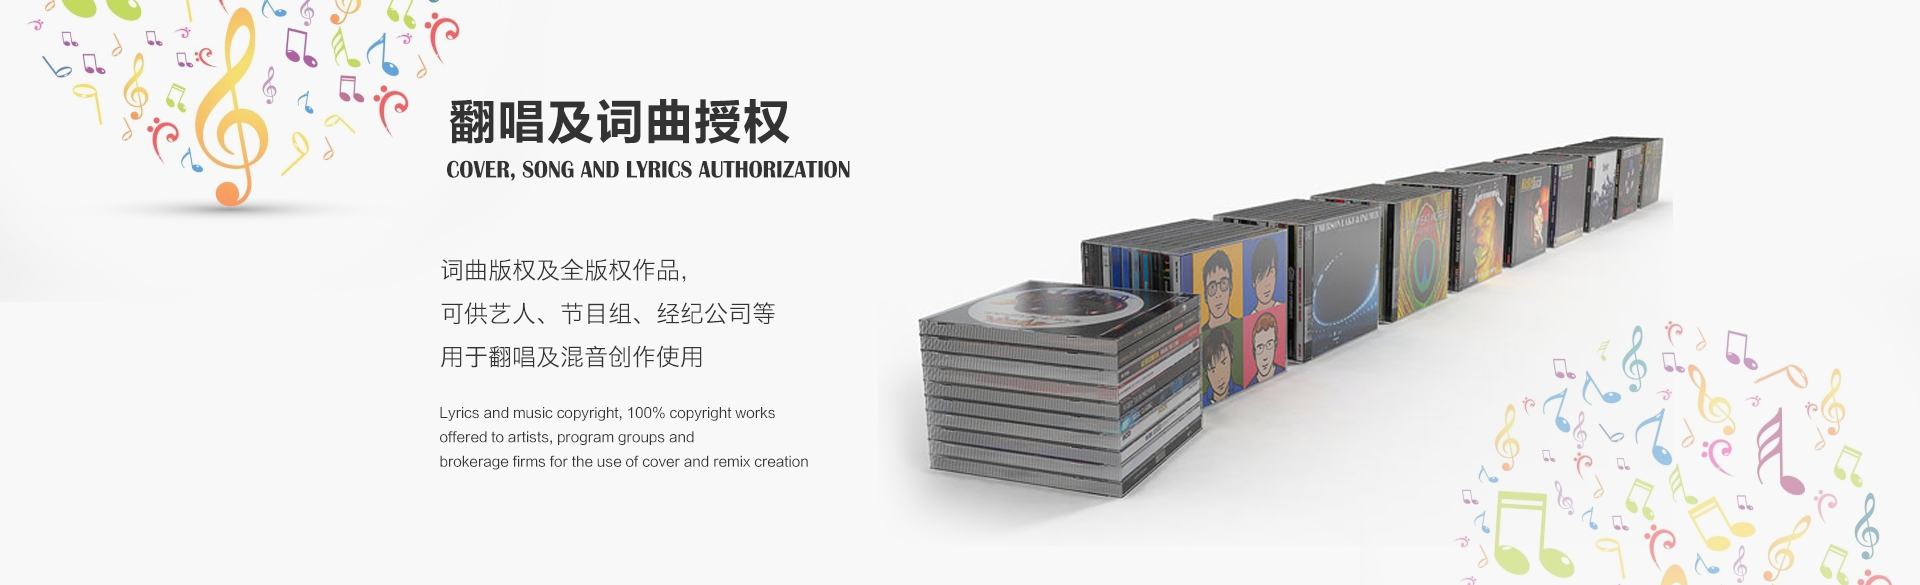 翻唱及词曲授权
COVER, SONG AND LYRICS AUTHORIZATION
词曲版权及全版权作品,
可供艺人、节目组、经纪公司等
用于翻唱及混音创作使用
Lyrics and music copyright, 100% copyright works
offered to artists, program groups and
brokerage firms for the use of cover and remix creation
EMERSON LAKE & PALMER